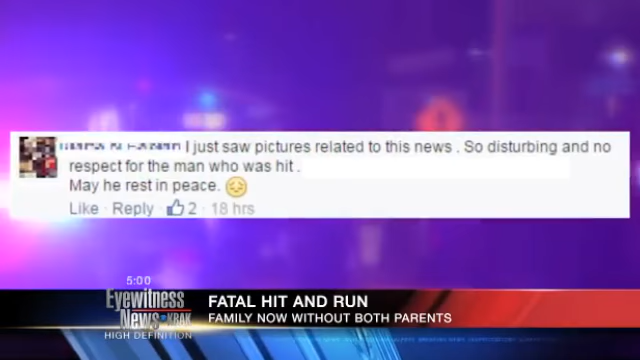 I just saw pictures related to this news . So disturbing and no
respect for the man who was hit .
May he rest in peace. 😔
Like · Reply · 2 · 18 hrs
5:00
Eyewitness
News KBAK
HIGH DEFINITION
FATAL HIT AND RUN
FAMILY NOW WITHOUT BOTH PARENTS